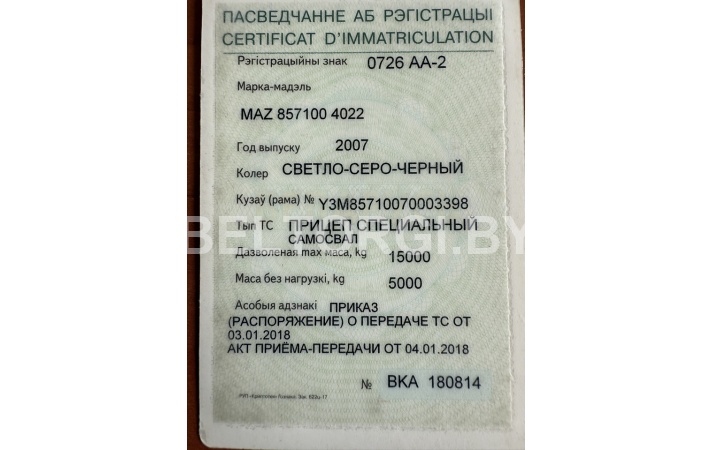 ПАСВЕДЧАННЕ АБ РЭГІСТРАЦЫІ
CERTIFICAT D'IMMATRICULATION
Рэгістрацыйны знак 0726 АА-2
Марка-мадэль
MAZ 857100 4022
Год выпуску 2007
Колер СВЕТЛО-СЕРО-ЧЕРНЫЙ
Кузаў (рама) № Y3M85710070003398
Тып ТС ПРИЦЕП СПЕЦИАЛЬНЫЙ
САМОСВАЛ
BELTORGI.BY
Дазволеная max маса, kg 15000
Маса без нагрузкі, kg 5000
Асобыя адзнакі ПРИКАЗ
(РАСПОРЯЖЕНИЕ) О ПЕРЕДАЧЕ ТС ОТ
03.01.2018
АКТ ПРИЁМА-ПЕРЕДАЧИ ОТ 04.01.2018
№ ВКА 180814